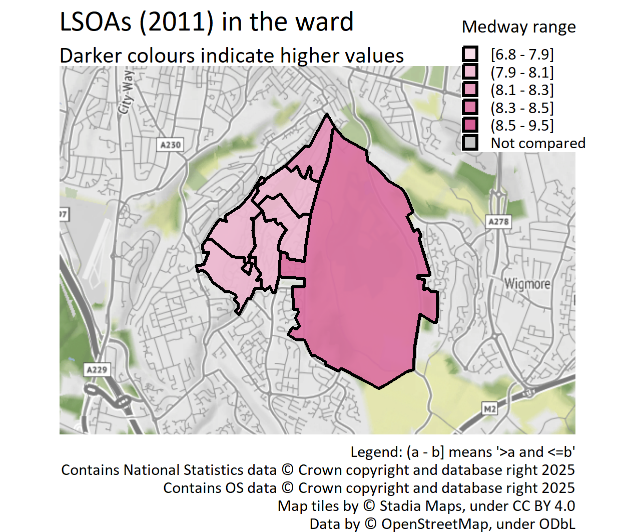 LSOAs (2011) in the ward
Darker colours indicate higher values
Medway range
[6.8 - 7.9]
(7.9 - 8.1]
(8.1 - 8.3]
(8.3 - 8.5]
(8.5 - 9.5]
Not compared
City Way
A230
A278
Wigmore
A229
M2
Legend: (a - b] means '>a and <=b'
Contains National Statistics data © Crown copyright and database right 2025
Contains OS data © Crown copyright and database right 2025
Map tiles by © Stadia Maps, under CC BY 4.0
Data by © OpenStreetMap, under ODbL